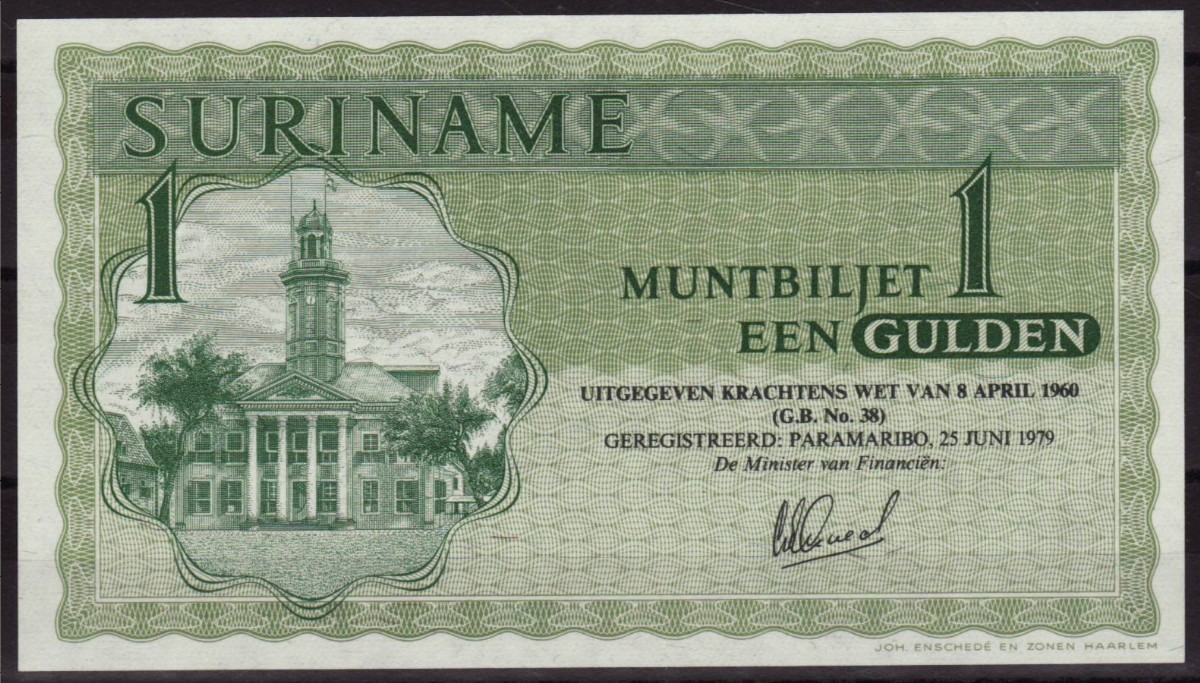 SURINAME
1
1
MUNTBILJET
EEN GULDEN
UITGEGEVEN KRACHTENS WET VAN 8 APRIL 1960
(G.B. No. 38)
GEREGISTREERD: PARAMARIBO, 25 JUNI 1979
De Minister van Financiën:
JOH. ENSCHEDÉ EN ZONEN HAARLEM